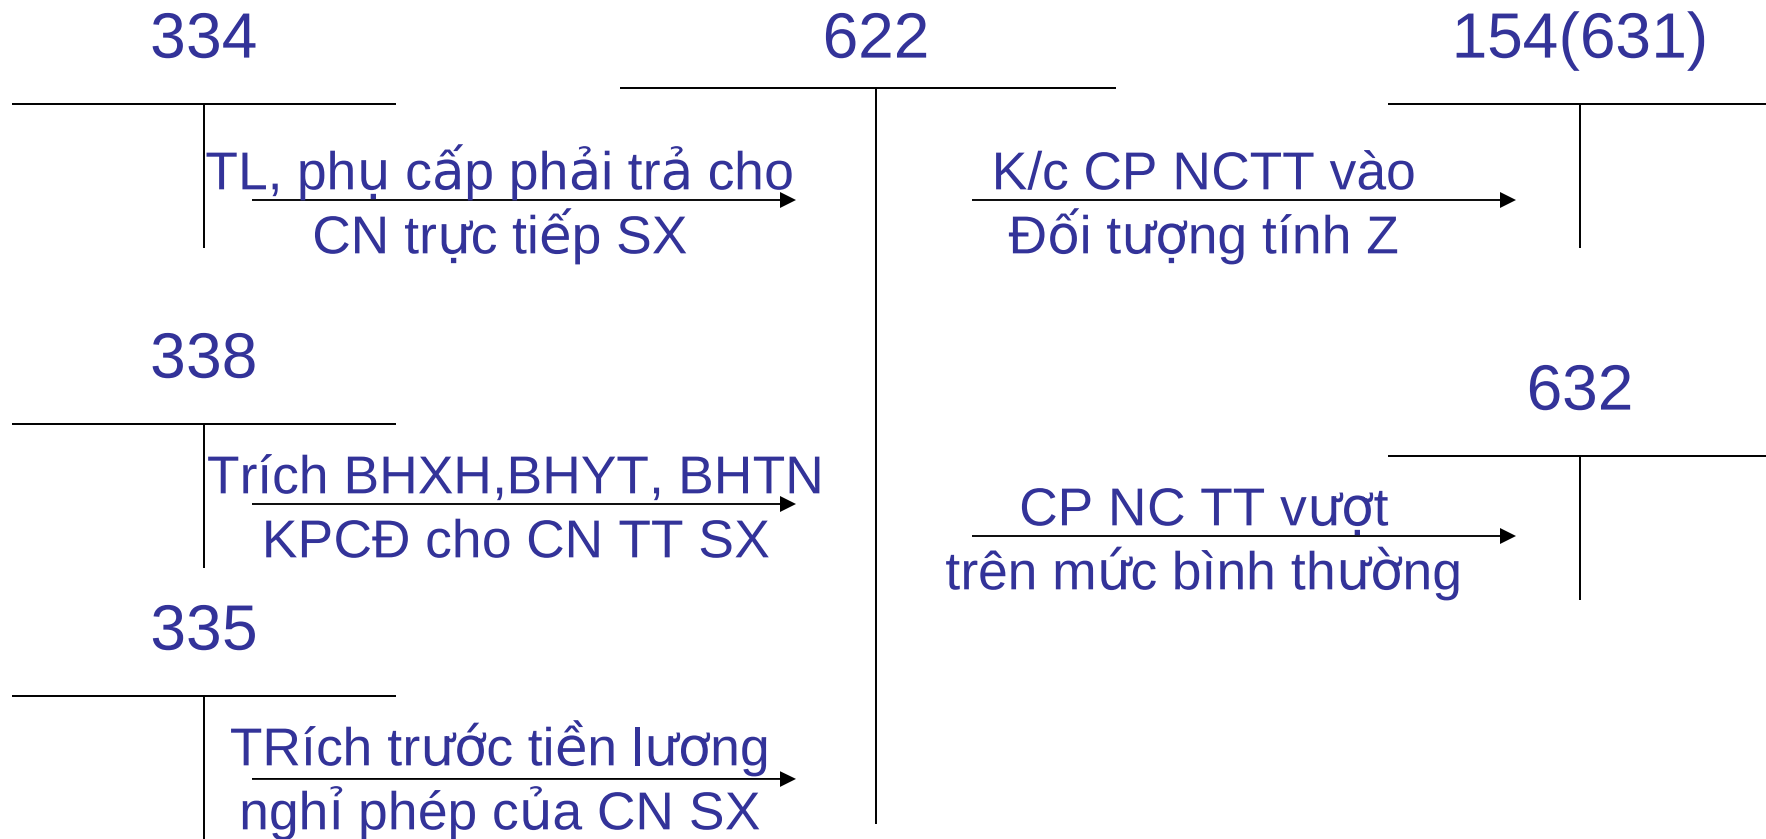 334
622
154(631)
TL, phụ cấp phải trả cho
CN trực tiếp SX
K/c CP NCTT vào
Đối tượng tính Z
338
632
Trích BHXH,BHYT, BHTN
KPCĐ cho CN TT SX
CP NC TT vượt
trên mức bình thường
335
TRích trước tiền lương
nghỉ phép của CN SX